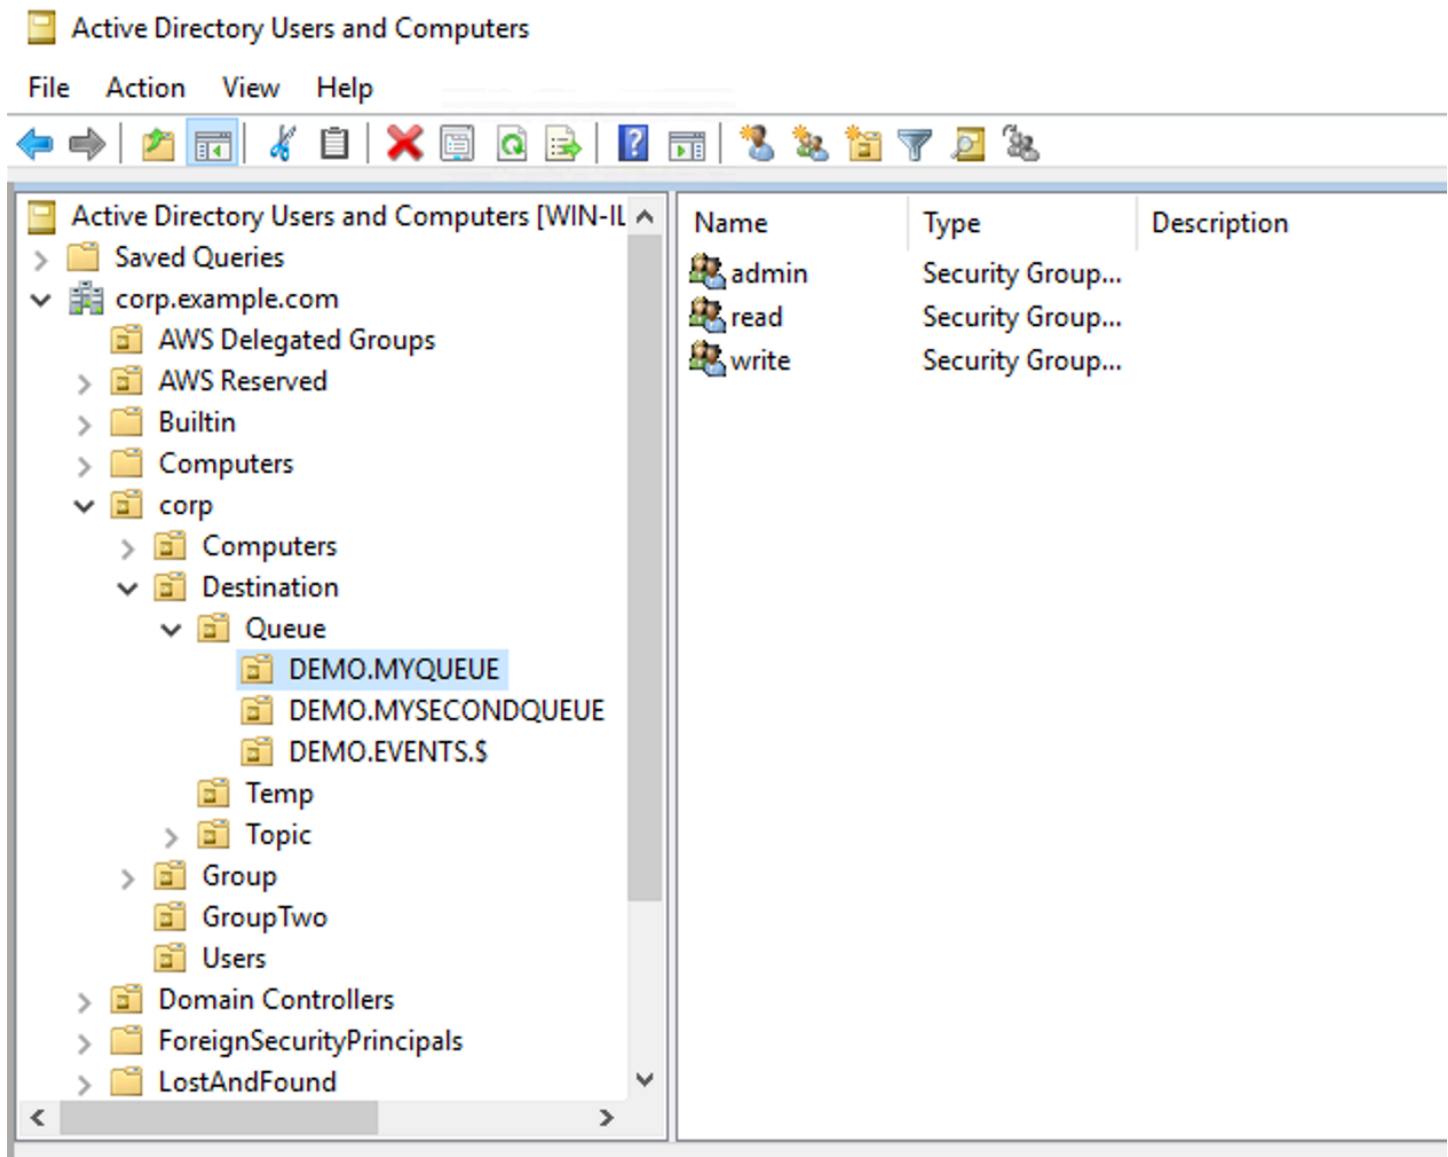 Active Directory Users and Computers
File Action View Help
Active Directory Users and Computers [WIN-IL
Saved Queries
corp.example.com
AWS Delegated Groups
AWS Reserved
Builtin
Computers
corp
Computers
Destination
Queue
DEMO.MYQUEUE
DEMO.MYSECONDQUEUE
DEMO.EVENTS.$
Temp
Topic
Group
GroupTwo
Users
Domain Controllers
ForeignSecurityPrincipals
LostAndFound
Name Type Description
admin Security Group...
read Security Group...
write Security Group...